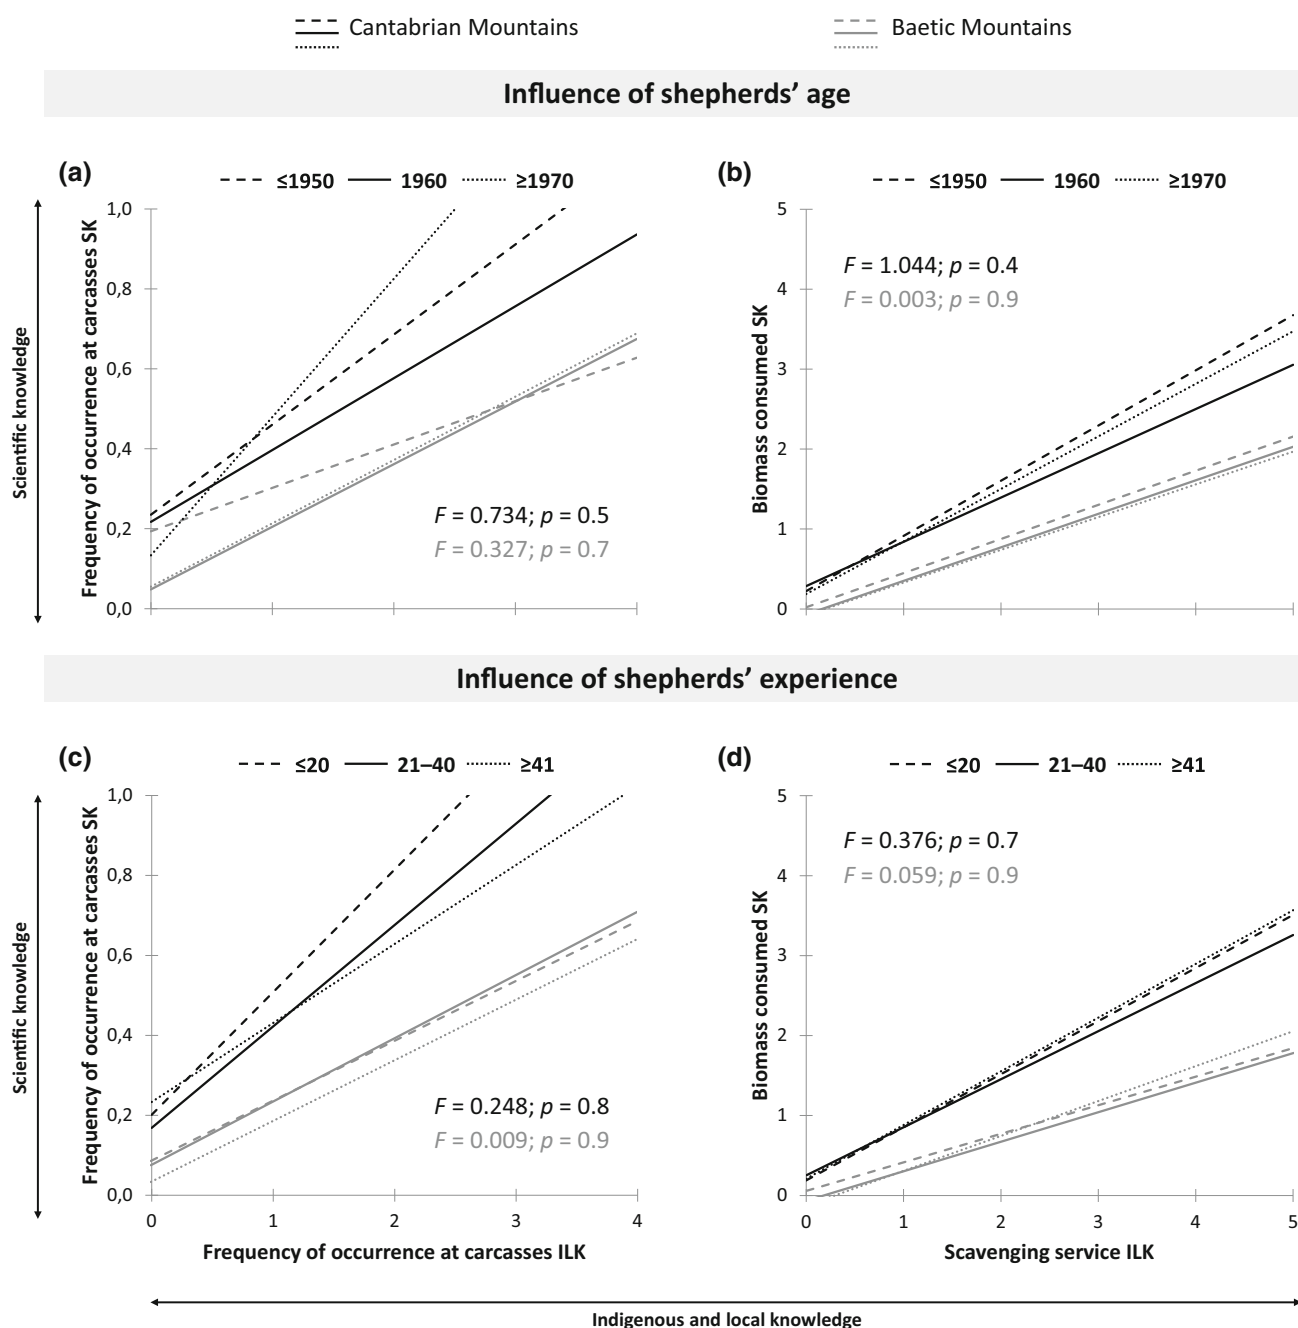 Cantabrian Mountains
Baetic Mountains
Influence of shepherds’ age
(a)
≤1950 1960 ≥1970
Scientific knowledge
Frequency of occurrence at carcasses SK
1,0
0,8
0,6
0,4
0,2
0,0
F = 0.734; p = 0.5
F = 0.327; p = 0.7
(b)
≤1950 1960 ≥1970
Biomass consumed SK
5
4
3
2
1
0
F = 1.044; p = 0.4
F = 0.003; p = 0.9
Influence of shepherds’ experience
(c)
≤20 21–40 ≥41
Scientific knowledge
Frequency of occurrence at carcasses SK
1,0
0,8
0,6
0,4
0,2
0,0
F = 0.248; p = 0.8
F = 0.009; p = 0.9
0 1 2 3 4
Frequency of occurrence at carcasses ILK
(d)
≤20 21–40 ≥41
Biomass consumed SK
5
4
3
2
1
0
F = 0.376; p = 0.7
F = 0.059; p = 0.9
0 1 2 3 4 5
Scavenging service ILK
Indigenous and local knowledge